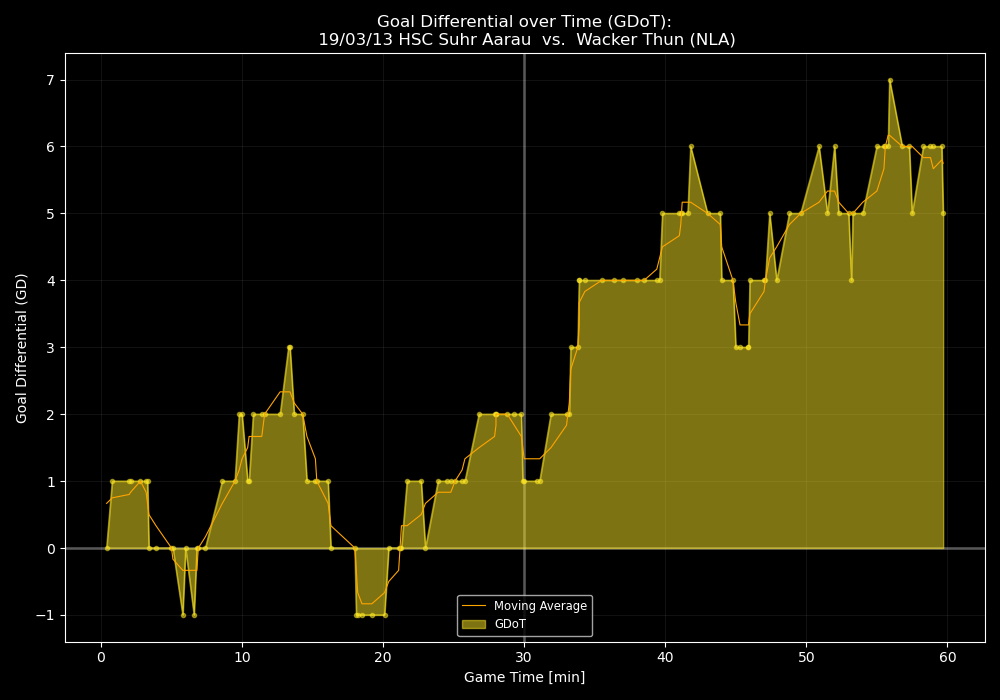 Goal Differential over Time (GDoT):
19/03/13 HSC Suhr Aarau  vs.  Wacker Thun (NLA)
Goal Differential (GD)
7
6
5
4
3
2
1
0
−1
Moving Average
GDoT
0 10 20 30 40 50 60
Game Time [min]